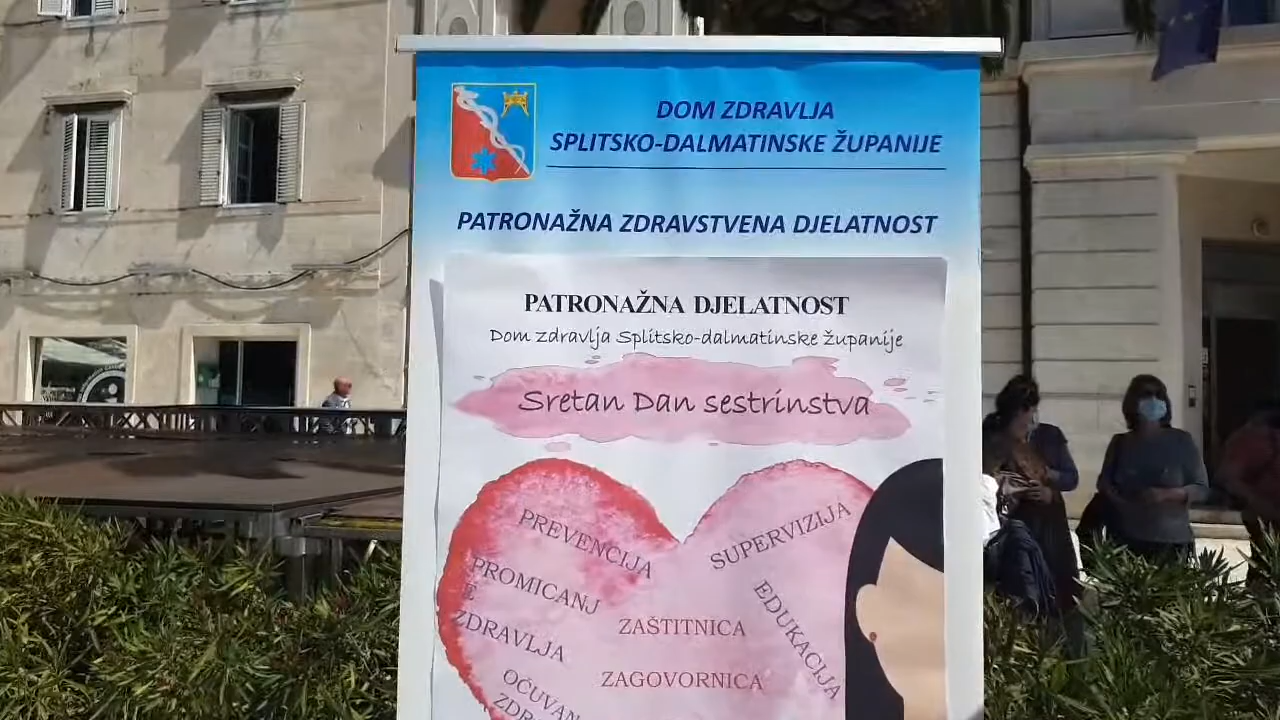 DOM ZDRAVLJA
SPLITSKO-DALMATINSKE ŽUPANIJE
PATRONAŽNA ZDRAVSTVENA DJELATNOST
PATRONAŽNA DJELATNOST
Dom zdravlja Splitsko-dalmatinske županije
Sretan Dan sestrinstva
PREVENCIJA
SUPERVIZIJA
PROMICANJ
E
ZDRAVLJA
EDUKACIJA
ZAŠTITNICA
ZAGOVORNICA
OČUVAN